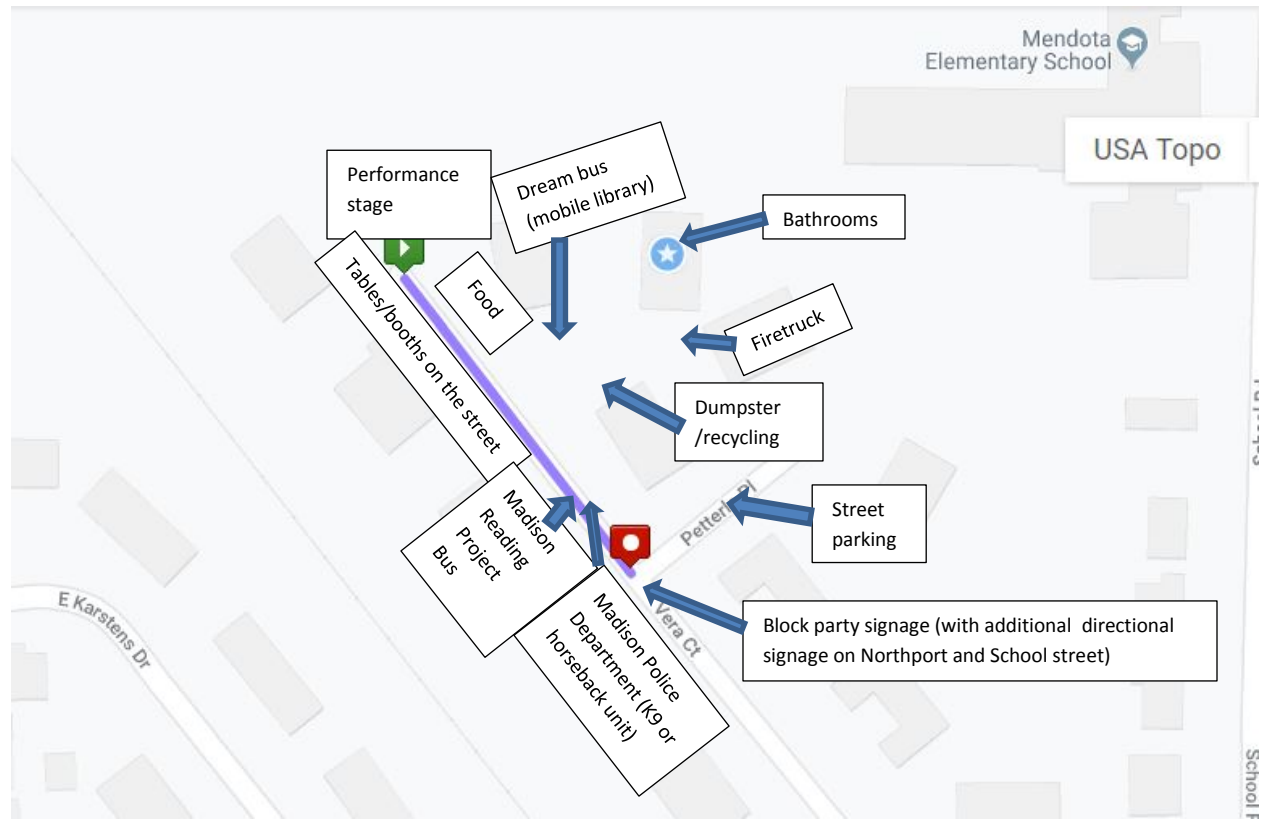 Mendota
Elementary School
USA Topo
Performance
stage
Dream bus
(mobile library)
Bathrooms
Tables/booths on the street
Food
Firetruck
Dumpster
/recycling
Madison
Reading
Project
Bus
Street
parking
Madison Police
Department (K9 or
horseback unit)
Block party signage (with additional directional
signage on Northport and School street)
Vera Ct
E Karstens Dr
School